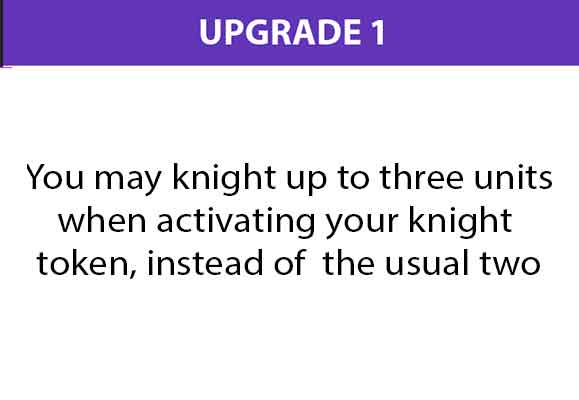 UPGRADE 1
You may knight up to three units
when activating your knight
token, instead of  the usual two